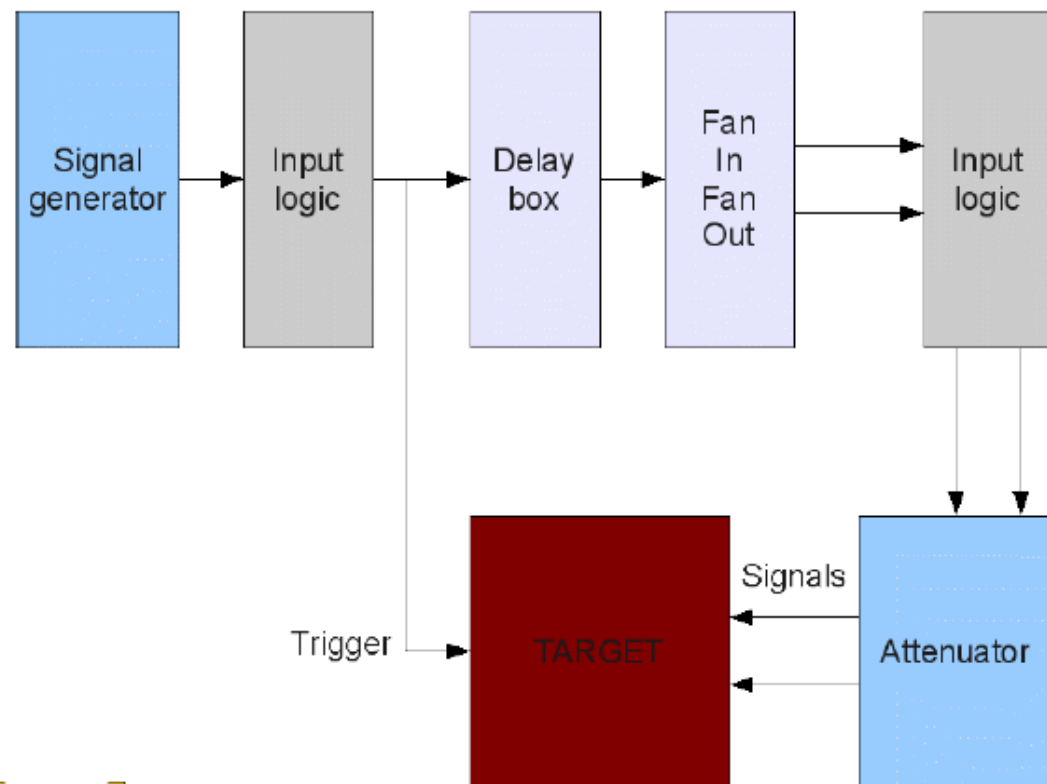 Signal
generator
Input
logic
Delay
box
Fan
In
Fan
Out
Input
logic
Signals
Trigger
TARGET
Attenuator